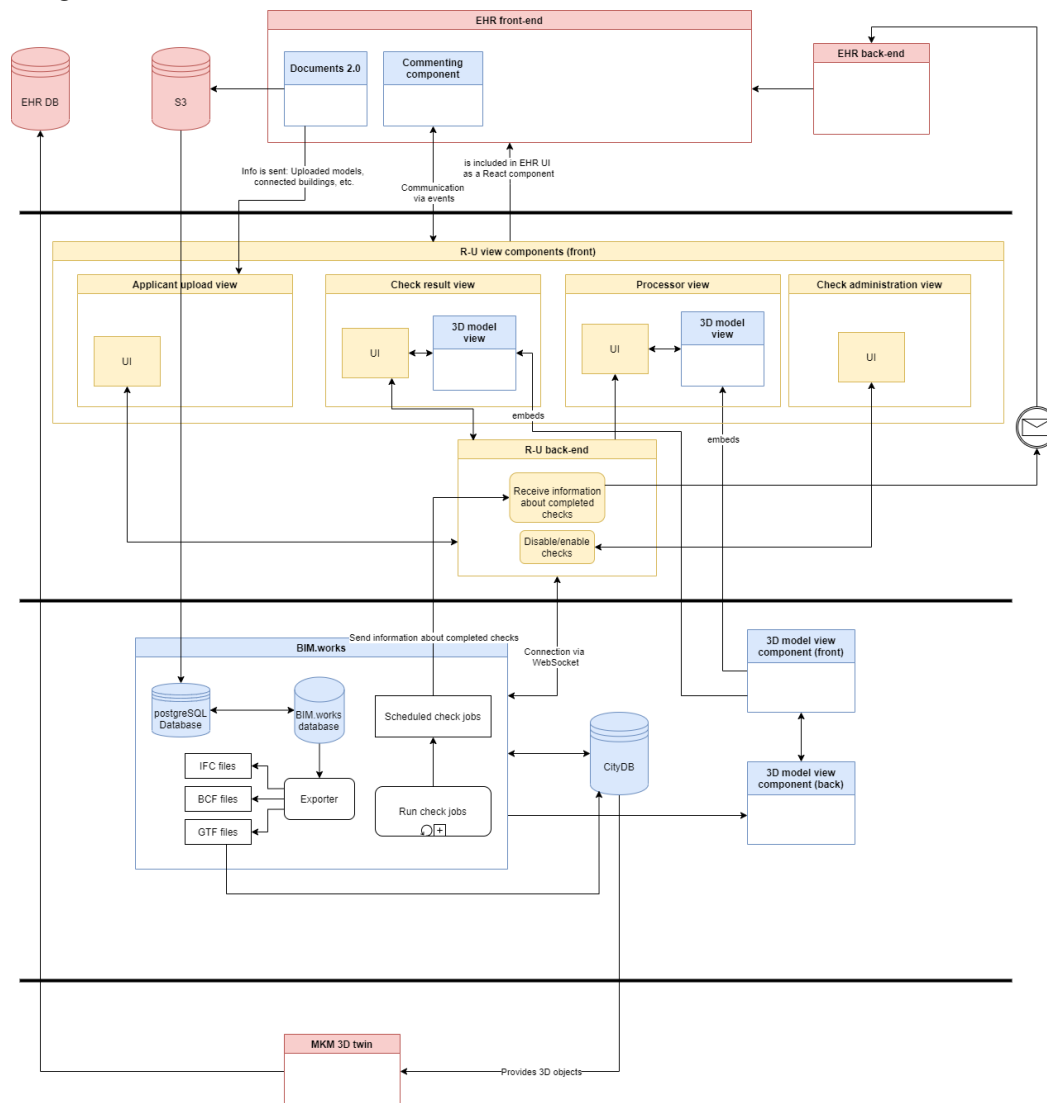 EHR front-end
EHR back-end
Documents 2.0
Commenting
component
EHR DB
S3
Info is sent: Uploaded models,
connected buildings, etc.
Communication
via events
is included in EHR UI
as a React component
R-U view components (front)
Applicant upload view
Check result view
Processor view
Check administration view
UI
UI
3D model
view
UI
3D model
view
UI
embeds
embeds
R-U back-end
Receive information
about completed
checks
Disable/enable
checks
Send information about completed checks
Connection via
WebSocket
BIM.works
postgreSQL
Database
BIM.works
database
Scheduled check jobs
IFC files
BCF files
GTF files
Exporter
Run check jobs
CityDB
3D model view
component (front)
3D model view
component (back)
MKM 3D twin
Provides 3D objects